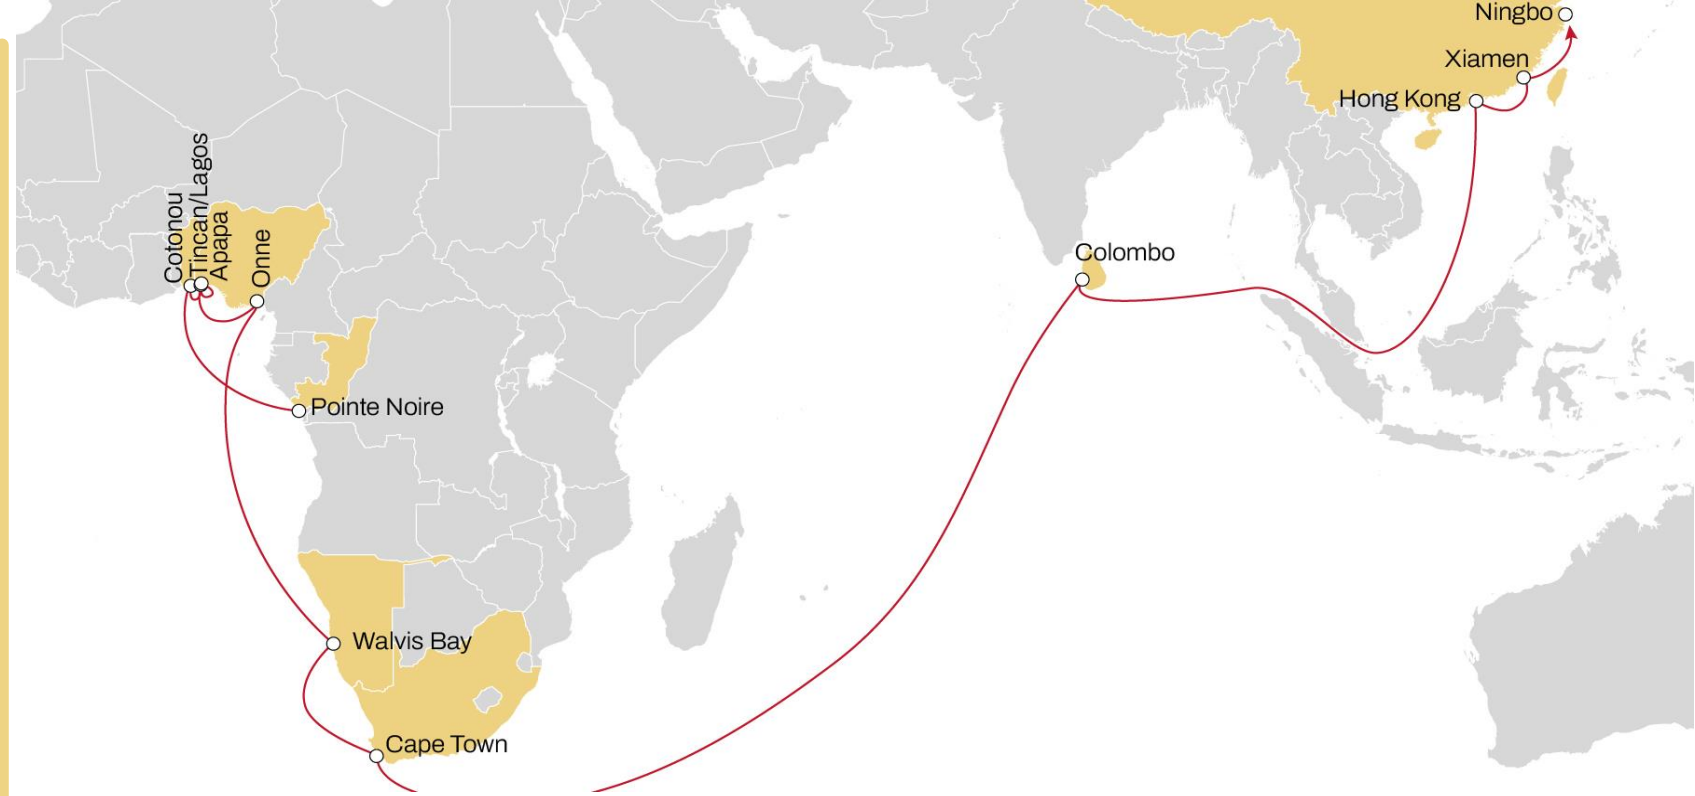 Ningbo
Xiamen
Hong Kong
Cotonou
Tincan/Lagos
Apapa
Onne
Colombo
Pointe Noire
Walvis Bay
Cape Town